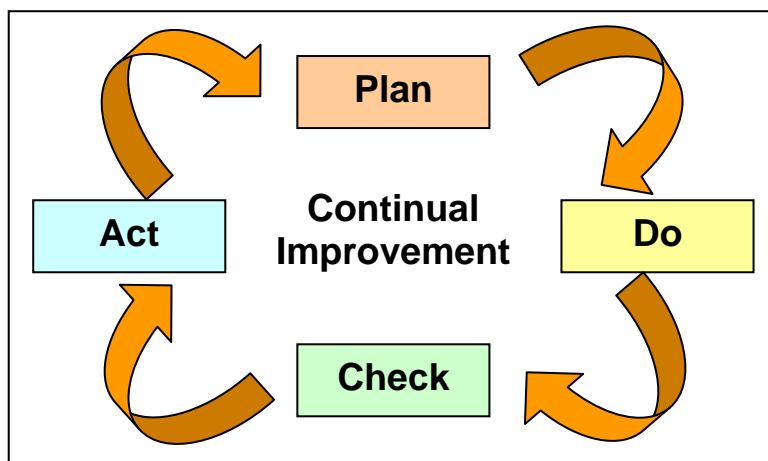 Plan
Act
Continual
Improvement
Do
Check